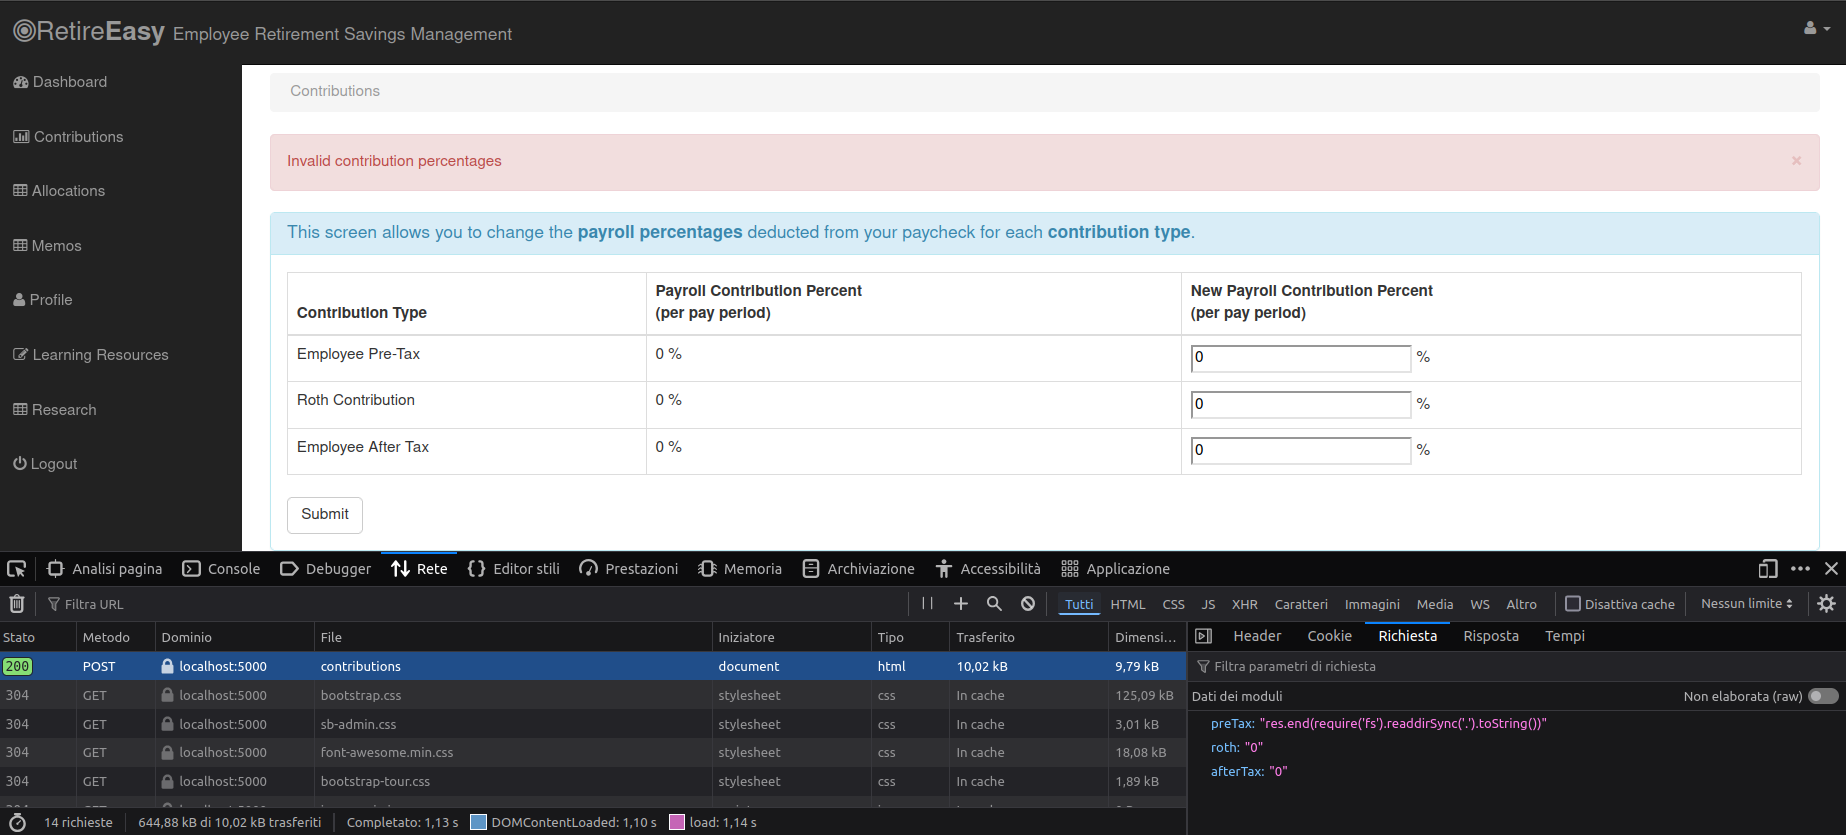 RetireEasy Employee Retirement Savings Management
Dashboard
Contributions
Allocations
Memos
Profile
Learning Resources
Research
Logout
Contributions
Invalid contribution percentages
×
This screen allows you to change the payroll percentages deducted from your paycheck for each contribution type.
Contribution Type
Payroll Contribution Percent
(per pay period)
New Payroll Contribution Percent
(per pay period)
Employee Pre-Tax 0 % 0 %
Roth Contribution 0 % 0 %
Employee After Tax 0 % 0 %
Submit
Analisi pagina Console Debugger Rete Editor stili Prestazioni Memoria Archiviazione Accessibilità Applicazione
Filtra URL
Tutti HTML CSS JS XHR Caratteri Immagini Media WS Altro Disattiva cache Nessun limite
Stato Metodo Dominio File Iniziatore Tipo Trasferito Dimensi...
200 POST localhost:5000 contributions document html 10,02 kB 9,79 kB
304 GET localhost:5000 bootstrap.css stylesheet css In cache 125,09 kB
304 GET localhost:5000 sb-admin.css stylesheet css In cache 3,01 kB
304 GET localhost:5000 font-awesome.min.css stylesheet css In cache 18,08 kB
304 GET localhost:5000 bootstrap-tour.css stylesheet css In cache 1,89 kB
14 richieste 644,88 kB di 10,02 kB trasferiti Completato: 1,13 s DOMContentLoaded: 1,10 s load: 1,14 s
Header Cookie Richiesta Risposta Tempi
Filtra parametri di richiesta
Dati dei moduli Non elaborata (raw)
preTax: "res.end(require('fs').readdirSync('.').toString())"
roth: "0"
afterTax: "0"